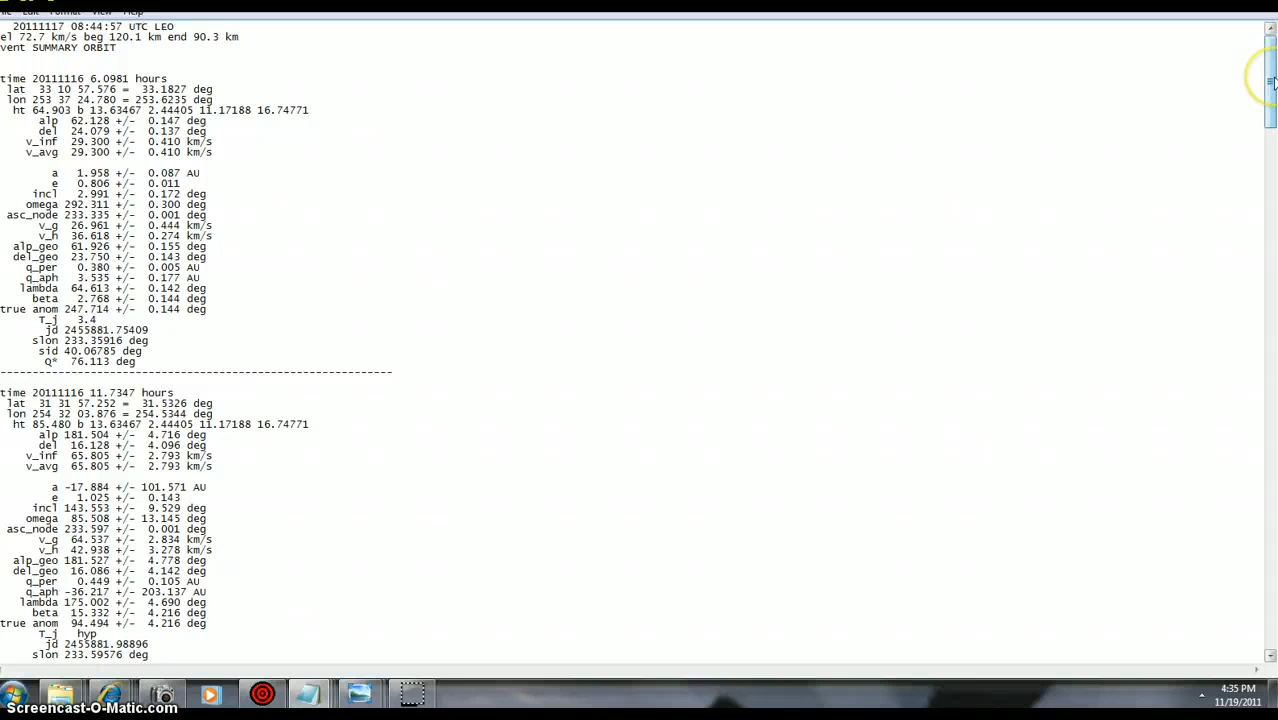 20111117 08:44:57 UTC LEO
el 72.7 km/s beg 120.1 km end 90.3 km
vent SUMMARY ORBIT
time 20111116 6.0981 hours
lat 33 10 57.576 = 33.1827 deg
lon 253 37 24.780 = 253.6235 deg
ht 64.903 b 13.63467 2.44405 11.17188 16.74771
alp 62.128 +/- 0.147 deg
del 24.079 +/- 0.137 deg
v_inf 29.300 +/- 0.410 km/s
v_avg 29.300 +/- 0.410 km/s
a 1.958 +/- 0.087 AU
e 0.806 +/- 0.011
incl 2.991 +/- 0.172 deg
omega 292.311 +/- 0.300 deg
asc_node 233.335 +/- 0.001 deg
v_g 26.961 +/- 0.444 km/s
v_h 36.618 +/- 0.274 km/s
alp_geo 61.926 +/- 0.155 deg
del_geo 23.750 +/- 0.143 deg
q_per 0.380 +/- 0.005 AU
q_aph 3.535 +/- 0.177 AU
lambda 64.613 +/- 0.142 deg
beta 2.768 +/- 0.144 deg
true anom 247.714 +/- 0.144 deg
T_j 3.4
jd 2455881.75409
slon 233.35916 deg
sid 40.06785 deg
Q* 76.113 deg
------------------------------------------------------------
time 20111116 11.7347 hours
lat 31 31 57.252 = 31.5326 deg
lon 254 32 03.876 = 254.5344 deg
ht 85.480 b 13.63467 2.44405 11.17188 16.74771
alp 181.504 +/- 4.716 deg
del 16.128 +/- 4.096 deg
v_inf 65.805 +/- 2.793 km/s
v_avg 65.805 +/- 2.793 km/s
a -17.884 +/- 101.571 AU
e 1.025 +/- 0.143
incl 143.553 +/- 9.529 deg
omega 85.508 +/- 13.145 deg
asc_node 233.597 +/- 0.001 deg
v_g 64.537 +/- 2.834 km/s
v_h 42.938 +/- 3.278 km/s
alp_geo 181.527 +/- 4.778 deg
del_geo 16.086 +/- 4.142 deg
q_per 0.449 +/- 0.105 AU
q_aph -36.217 +/- 203.137 AU
lambda 175.002 +/- 4.690 deg
beta 15.332 +/- 4.216 deg
true anom 94.494 +/- 4.216 deg
T_j hyp
jd 2455881.98896
slon 233.59576 deg
4:35 PM
11/19/2011
Screencast-O-Matic.com